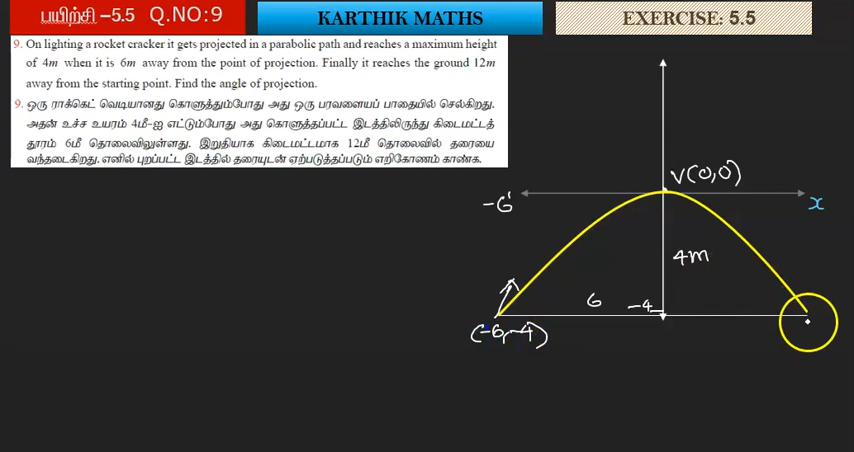 பயிற்சி –5.5 Q.NO:9
KARTHIK MATHS
EXERCISE: 5.5
9. On lighting a rocket cracker it gets projected in a parabolic path and reaches a maximum height
of 4m when it is 6m away from the point of projection. Finally it reaches the ground 12m
away from the starting point. Find the angle of projection.
9. ஒரு ராக்கெட் வெடியானது கொளுத்தும்போது அது ஒரு பரவளையப் பாதையில் செல்கிறது.
அதன் உச்ச உயரம் 4மீ-ஐ எட்டும்போது அது கொளுத்தப்பட்ட இடத்திலிருந்து கிடைமட்டத்
தூரம் 6மீ தொலைவிலுள்ளது. இறுதியாக கிடைமட்டமாக 12மீ தொலைவில் தரையை
வந்தடைகிறது. எனில் புறப்பட்ட இடத்தில் தரையுடன் ஏற்படுத்தப்படும் எறிகோணம் காண்க.
V(0,0)
-6
x
4m
6
-4
(-6,-4)